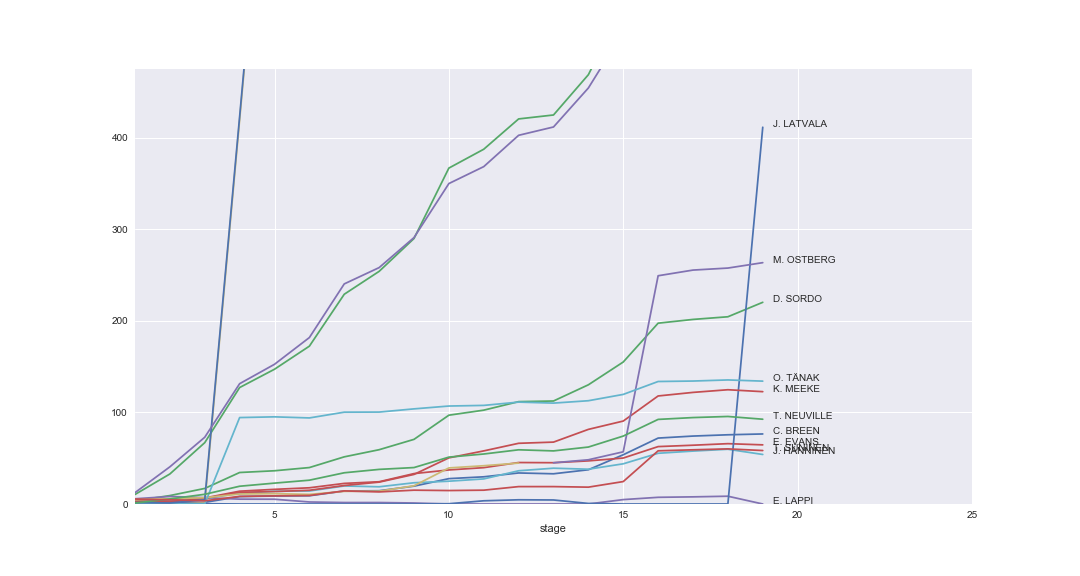 400
J. LATVALA
300
M. OSTBERG
D. SORDO
200
O. TÄNAK
K. MEEKE
100
T. NEUVILLE
C. BREEN
E. EVANS
J. HANNINEN
E. LAPPI
0
5
10
15
20
25
stage